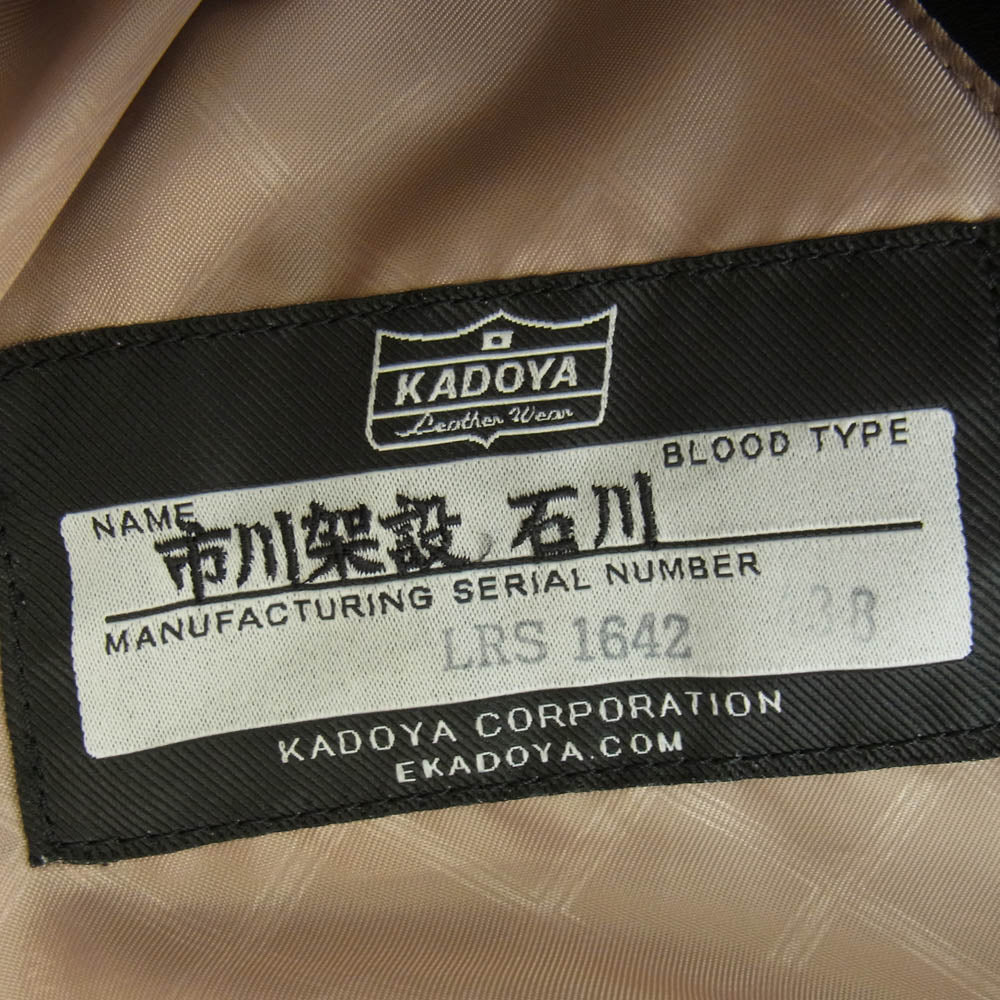 KADOYA
Leather Wear
BLOOD TYPE
NAME
市川架設 石川
MANUFACTURING SERIAL NUMBER
LRS 1642
KADOYA CORPORATION
EKADOYA.COM